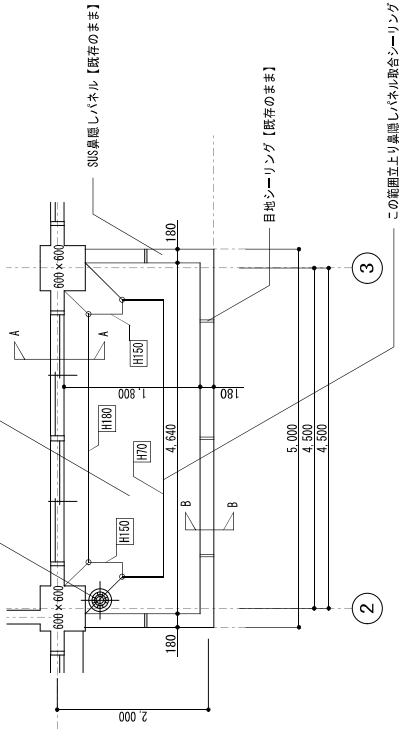 この範囲立上り鼻隠しパネル取合シーリング
SUS鼻隠しパネル【既存のまま】
目地シーリング【既存のまま】
600×600
600×600
A
A
B
B
H150
H180
H70
H150
1,800
180
4,640
180
180
2,000
5,000
4,500
4,500
2
3